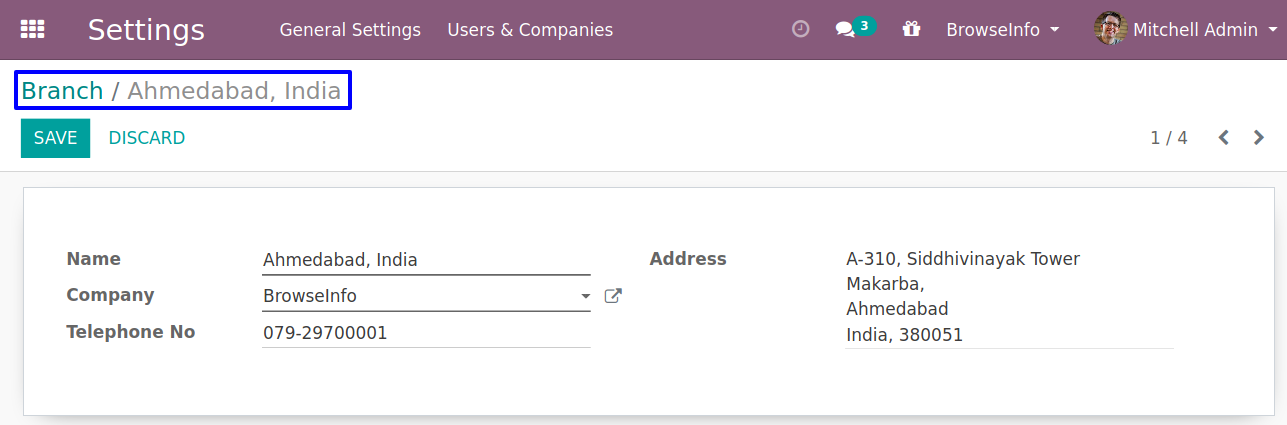 Settings General Settings Users & Companies 3 BrowseInfo Mitchell Admin
Branch / Ahmedabad, India
SAVE DISCARD 1 / 4
Name Ahmedabad, India Address A-310, Siddhivinayak Tower
Makarba,
Company BrowseInfo
Ahmedabad
Telephone No 079-29700001 India, 380051